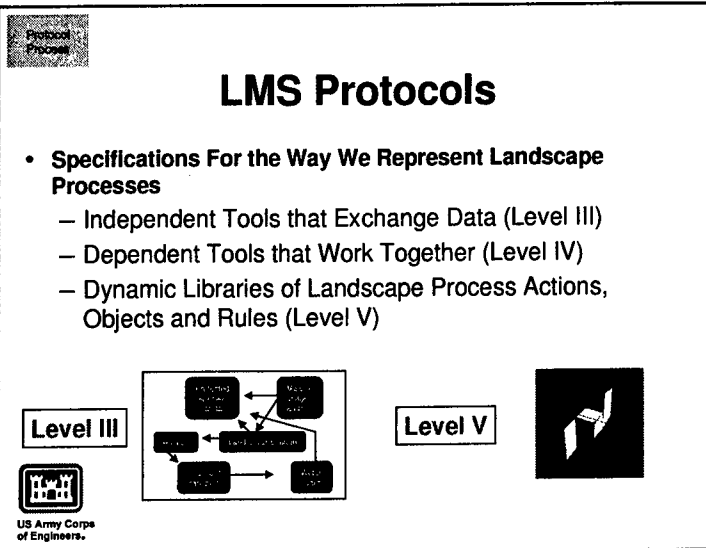 Protocol
Process
LMS Protocols
• Specifications For the Way We Represent Landscape
Processes
– Independent Tools that Exchange Data (Level III)
– Dependent Tools that Work Together (Level IV)
– Dynamic Libraries of Landscape Process Actions,
Objects and Rules (Level V)
Level III
Level V
US Army Corps
of Engineers®